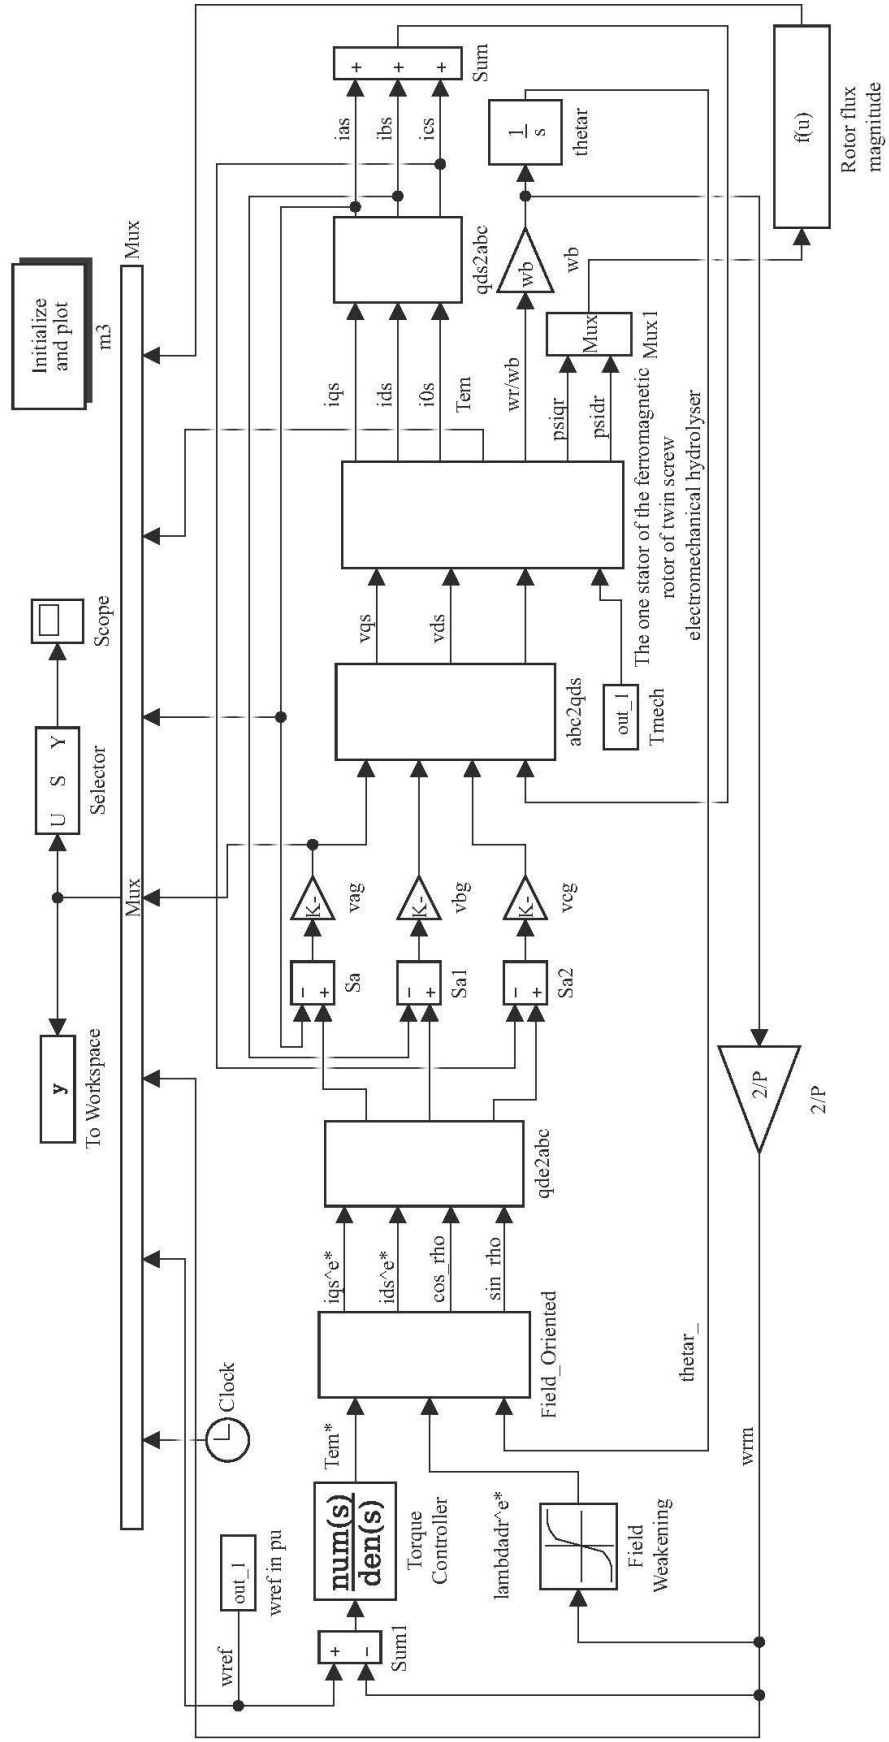 Initialize
and plot
m3
Scope
U S Y
Selector
y
To Workspace
Mux
Mux
Clock
out_1
wref in pu
wref
+
−
Sum1
num(s)
den(s)
Torque
Controller
Tem*
lambdadr^e*
Field
Weakening
Field_Oriented
iqs^e*
ids^e*
cos_rho
sin_rho
qde2abc
−
+
Sa
−
+
Sa1
−
+
Sa2
K-
vag
K-
vbg
K-
vcg
abc2qds
vqs
vds
out_1
Tmech
The one stator of the ferromagnetic
rotor of twin screw
electromechanical hydrolyser
iqs
ids
i0s
Tem
wr/wb
psiqr
psidr
qds2abc
ias
ibs
ics
+
+
+
Sum
wb
wb
1
s
thetar
Mux
Mux1
f(u)
Rotor flux
magnitude
thetar_
2/P
2/P
wrm